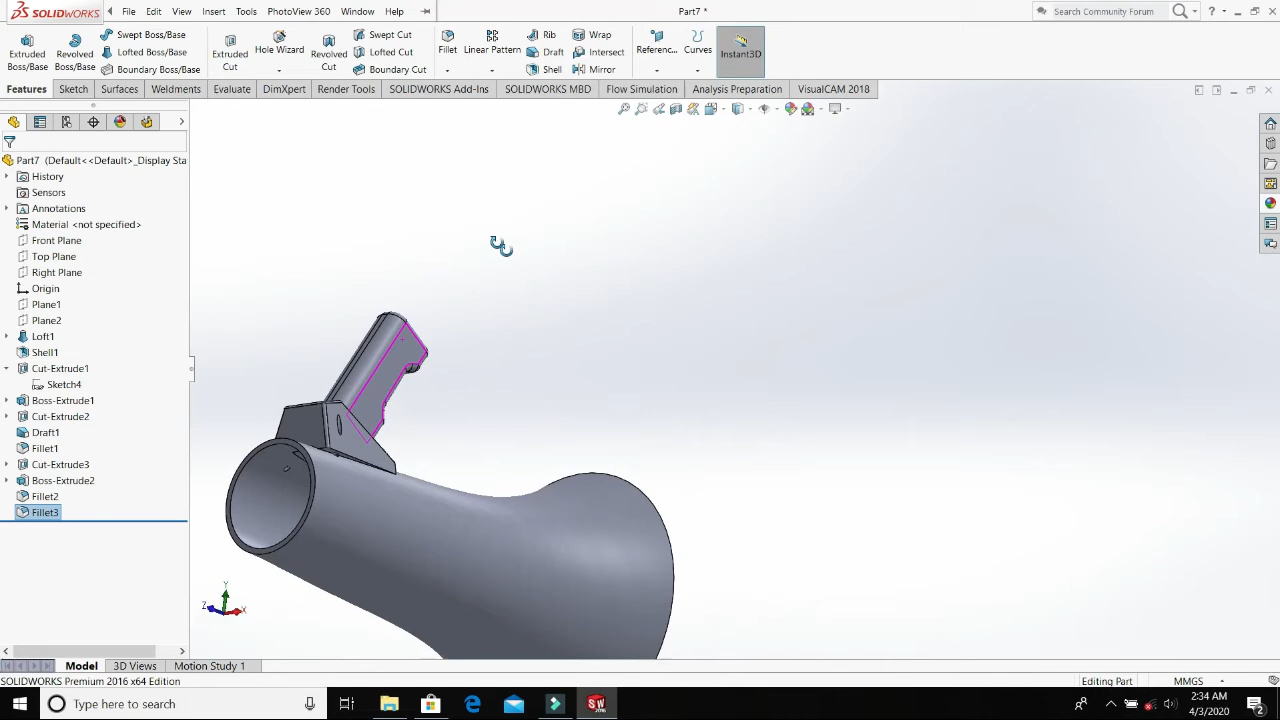 SOLIDWORKS File Edit View Insert Tools PhotoView 360 Window Help Part7 * Search Community Forum ?
Extruded Boss/Base Revolved Boss/Base Swept Boss/Base Lofted Boss/Base Boundary Boss/Base Extruded Cut Hole Wizard Revolved Cut Swept Cut Lofted Cut Boundary Cut Fillet Linear Pattern Rib Draft Shell Wrap Intersect Mirror Referenc... Curves Instant3D
Features Sketch Surfaces Weldments Evaluate DimXpert Render Tools SOLIDWORKS Add-Ins SOLIDWORKS MBD Flow Simulation Analysis Preparation VisualCAM 2018
Part7 (Default<<Default>_Display Sta
History
Sensors
Annotations
Material <not specified>
Front Plane
Top Plane
Right Plane
Origin
Plane1
Plane2
Loft1
Shell1
Cut-Extrude1
Sketch4
Boss-Extrude1
Cut-Extrude2
Draft1
Fillet1
Cut-Extrude3
Boss-Extrude2
Fillet2
Fillet3
Y
Z X
Model 3D Views Motion Study 1
SOLIDWORKS Premium 2016 x64 Edition Editing Part MMGS
Type here to search 2:34 AM
4/3/2020 2